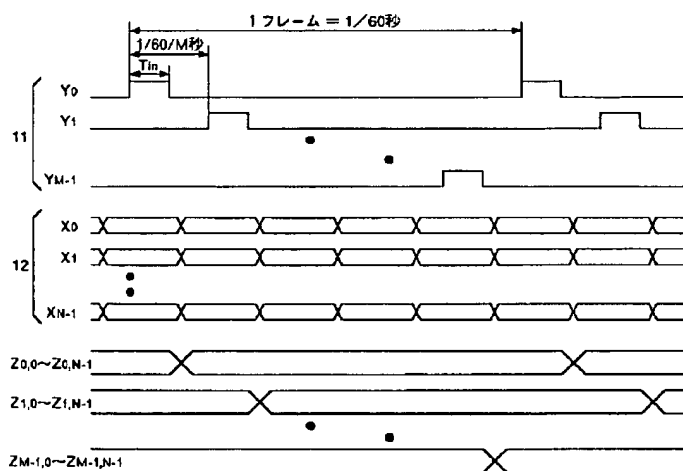 1 フレーム = 1/60秒
1/60/M秒
Tin
Y0
Y1
11
YM-1
X0
X1
12
XN-1
Z0,0~Z0,N-1
Z1,0~Z1,N-1
ZM-1,0~ZM-1,N-1